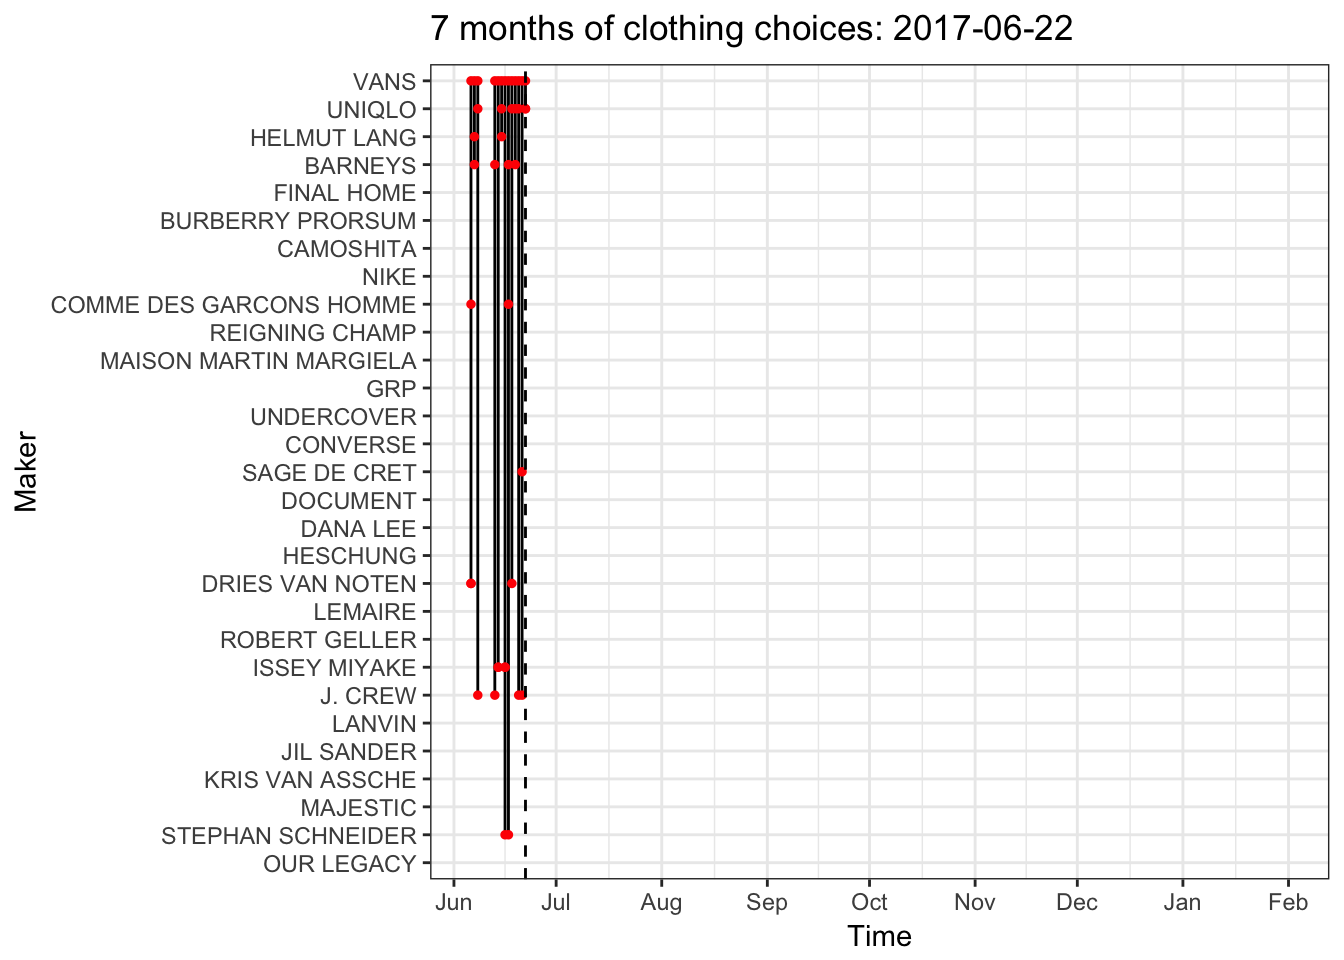 7 months of clothing choices: 2017-06-22
VANS
UNIQLO
HELMUT LANG
BARNEYS
FINAL HOME
BURBERRY PRORSUM
CAMOSHITA
NIKE
COMME DES GARCONS HOMME
REIGNING CHAMP
MAISON MARTIN MARGIELA
GRP
UNDERCOVER
CONVERSE
SAGE DE CRET
DOCUMENT
DANA LEE
HESCHUNG
DRIES VAN NOTEN
LEMAIRE
ROBERT GELLER
ISSEY MIYAKE
J. CREW
LANVIN
JIL SANDER
KRIS VAN ASSCHE
MAJESTIC
STEPHAN SCHNEIDER
OUR LEGACY
Maker
Jun Jul Aug Sep Oct Nov Dec Jan Feb
Time